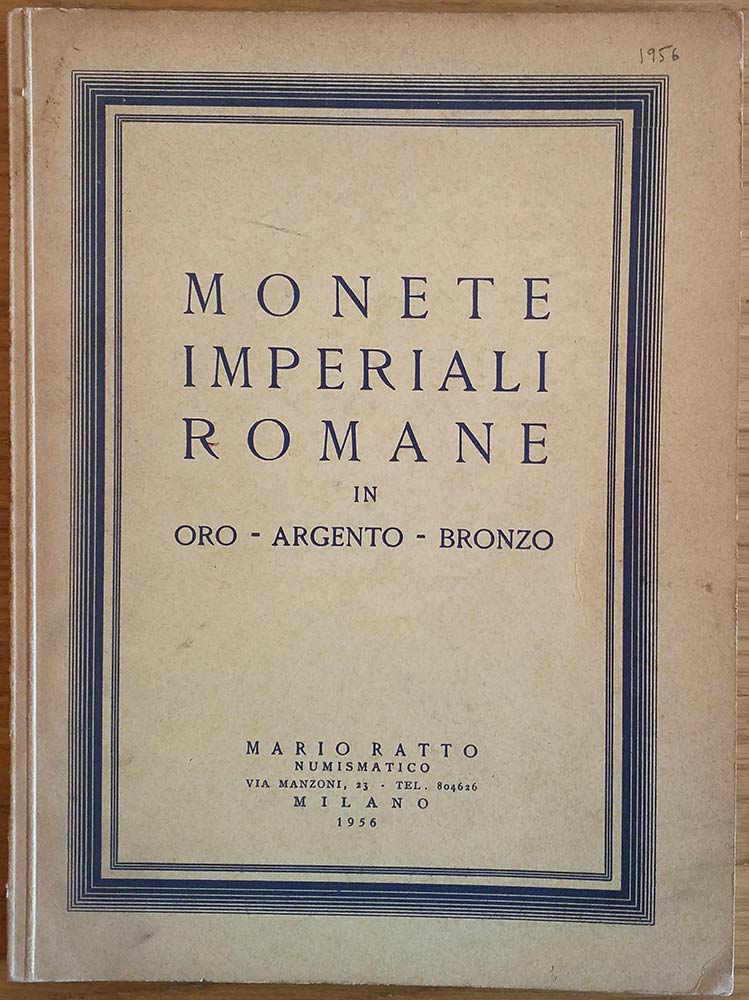 1956
MONETE
IMPERIALI
ROMANE
IN
ORO - ARGENTO - BRONZO
MARIO RATTO
NUMISMATICO
VIA MANZONI, 23 - TEL. 804626
MILANO
1956